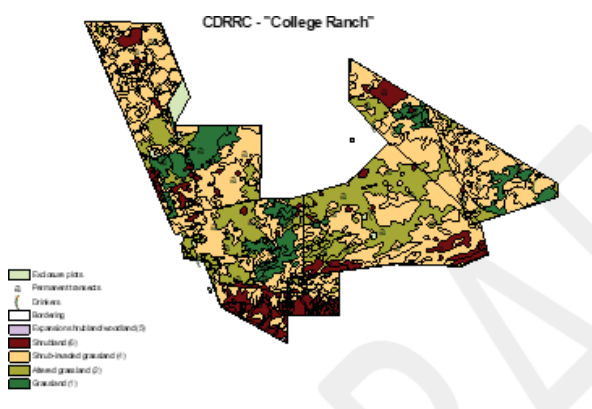 CDRRC - "College Ranch"
Exclosure plots
Permanent transects
Drinkers
Bordering
Expansion shrubland woodland (5)
Shrubland (6)
Shrub-invaded grassland (4)
Altered grassland (2)
Grassland (1)